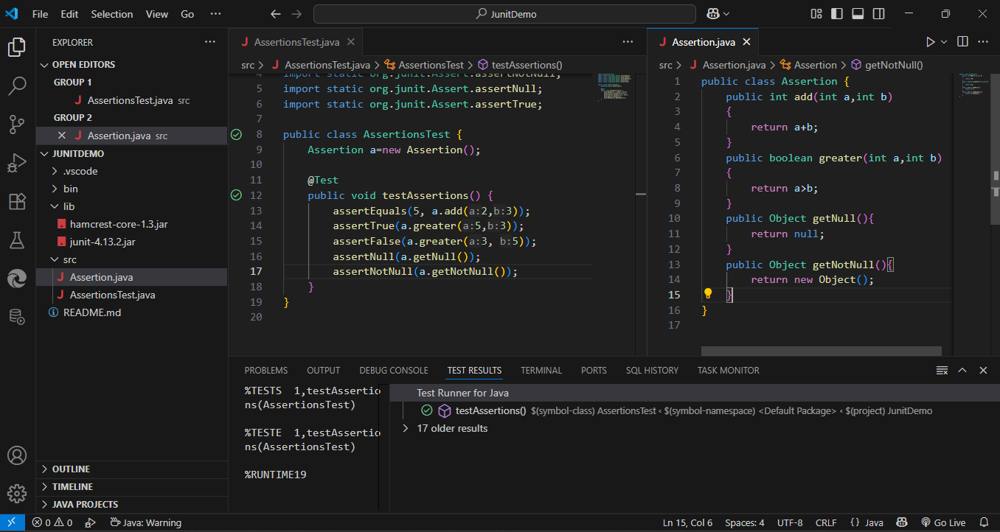 File Edit Selection View Go ···
JunitDemo
EXPLORER ···
OPEN EDITORS
GROUP 1
J AssertionsTest.java src
GROUP 2
J Assertion.java src
JUNITDEMO
.vscode
bin
lib
hamcrest-core-1.3.jar
junit-4.13.2.jar
src
J Assertion.java
J AssertionsTest.java
README.md
OUTLINE
TIMELINE
JAVA PROJECTS
J AssertionsTest.java ···
src > J AssertionsTest.java > AssertionsTest > testAssertions()
4 import static org.junit.Assert.assertNotNull;
5 import static org.junit.Assert.assertNull;
6 import static org.junit.Assert.assertTrue;
7
8 public class AssertionsTest {
9 Assertion a=new Assertion();
10
11 @Test
12 public void testAssertions() {
13 assertEquals(5, a.add(a:2,b:3));
14 assertTrue(a.greater(a:5,b:3));
15 assertFalse(a.greater(a:3, b:5));
16 assertNull(a.getNull());
17 assertNotNull(a.getNotNull());
18 }
19 }
20
J Assertion.java ···
src > J Assertion.java > Assertion > getNotNull()
1 public class Assertion {
2 public int add(int a,int b)
3 {
4 return a+b;
5 }
6 public boolean greater(int a,int b)
7 {
8 return a>b;
9 }
10 public Object getNull(){
11 return null;
12 }
13 public Object getNotNull(){
14 return new Object();
15 }
16 }
17
PROBLEMS OUTPUT DEBUG CONSOLE TEST RESULTS TERMINAL PORTS SQL HISTORY TASK MONITOR
%TESTS 1,testAssertio
ns(AssertionsTest)
%TESTE 1,testAssertio
ns(AssertionsTest)
%RUNTIME19
Test Runner for Java
testAssertions() $(symbol-class) AssertionsTest < $(symbol-namespace) <Default Package> < $(project) JunitDemo
17 older results
0 0 Java: Warning Ln 15, Col 6 Spaces: 4 UTF-8 CRLF {} Java Go Live